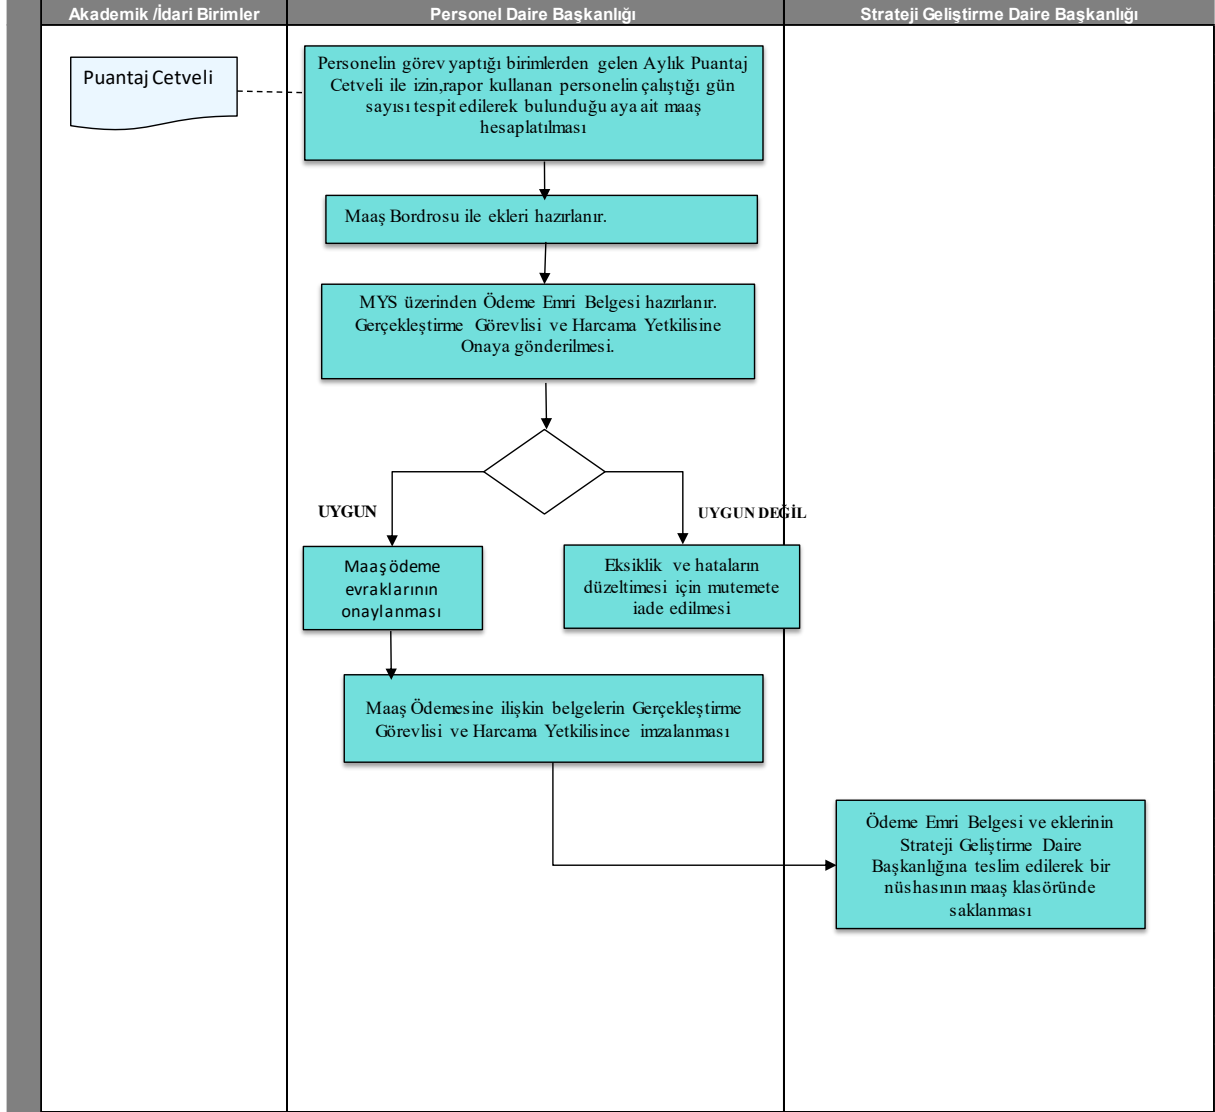 Akademik /İdari Birimler
Personel Daire Başkanlığı
Strateji Geliştirme Daire Başkanlığı
Puantaj Cetveli
Personelin görev yaptığı birimlerden gelen Aylık Puantaj
Cetveli ile izin,rapor kullanan personelin çalıştığı gün
sayısı tespit edilerek bulunduğu aya ait maaş
hesaplatılması
Maaş Bordrosu ile ekleri hazırlanır.
MYS üzerinden Ödeme Emri Belgesi hazırlanır.
Gerçekleştirme Görevlisi ve Harcama Yetkilisine
Onaya gönderilmesi.
UYGUN
UYGUN DEĞİL
Maaş ödeme
evraklarının
onaylanması
Eksiklik ve hataların
düzeltimesi için mutemete
iade edilmesi
Maaş Ödemesine ilişkin belgelerin Gerçekleştirme
Görevlisi ve Harcama Yetkilisince imzalanması
Ödeme Emri Belgesi ve eklerinin
Strateji Geliştirme Daire
Başkanlığına teslim edilerek bir
nüshasının maaş klasöründe
saklanması